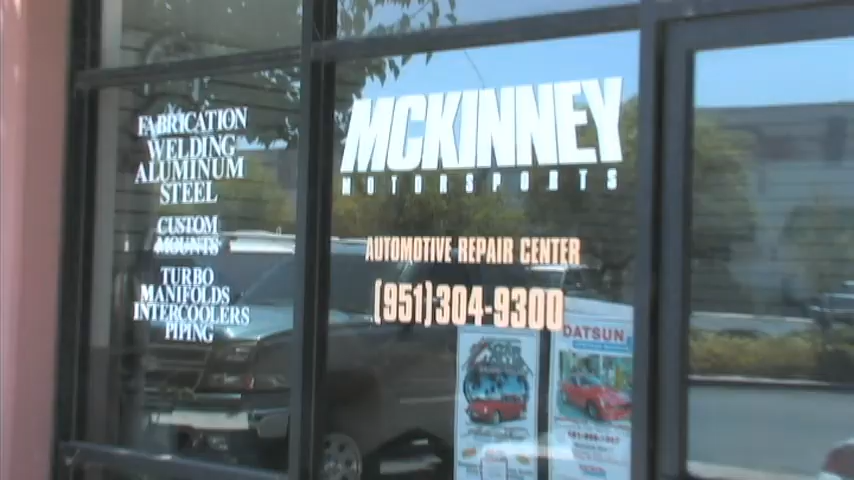 FABRICATION
WELDING
ALUMINUM
STEEL
CUSTOM
MOUNTS
TURBO
MANIFOLDS
INTERCOOLERS
PIPING
MCKINNEY
MOTORSPORTS
AUTOMOTIVE REPAIR CENTER
(951)304-9300
DATSUN